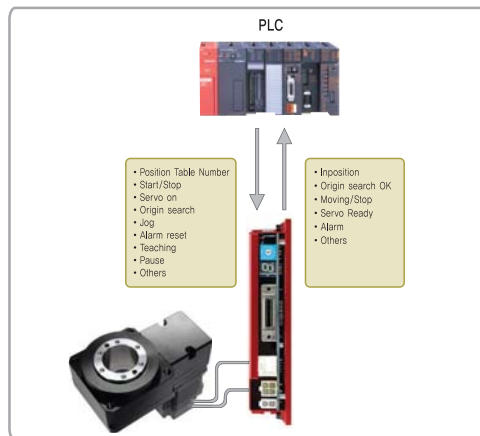 PLC
• Position Table Number
• Start/Stop
• Servo on
• Origin search
• Jog
• Alarm reset
• Teaching
• Pause
• Others
• Inposition
• Origin search OK
• Moving/Stop
• Servo Ready
• Alarm
• Others